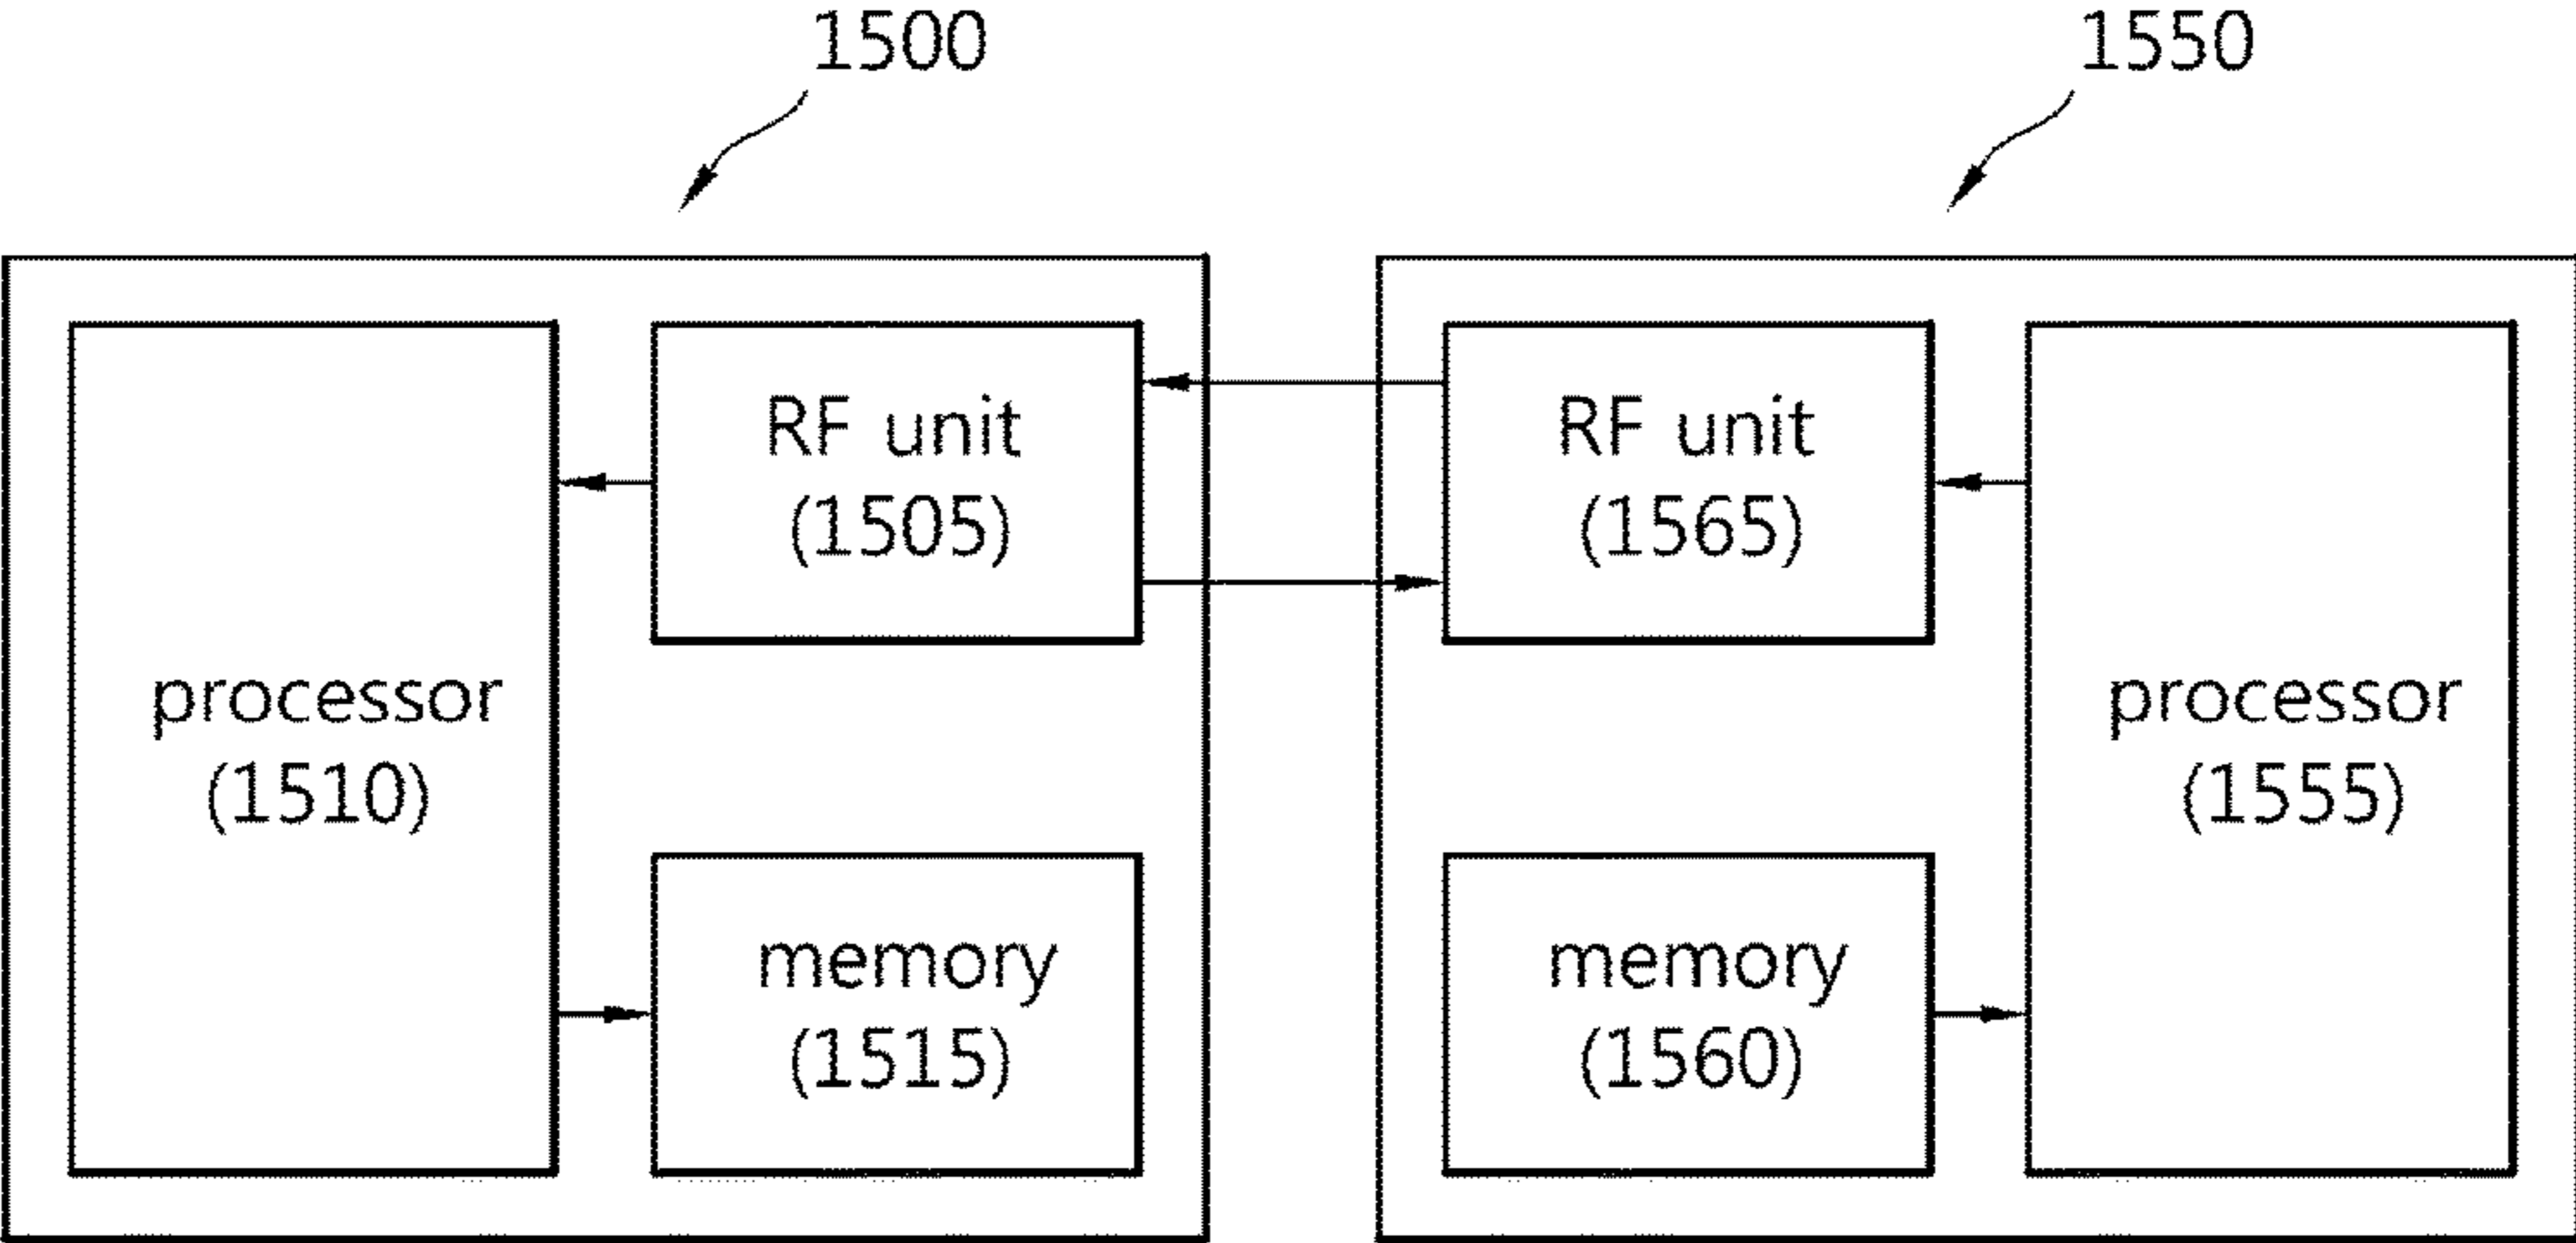 1500
1550
RF unit
(1505)
RF unit
(1565)
processor
(1510)
processor
(1555)
memory
(1515)
memory
(1560)